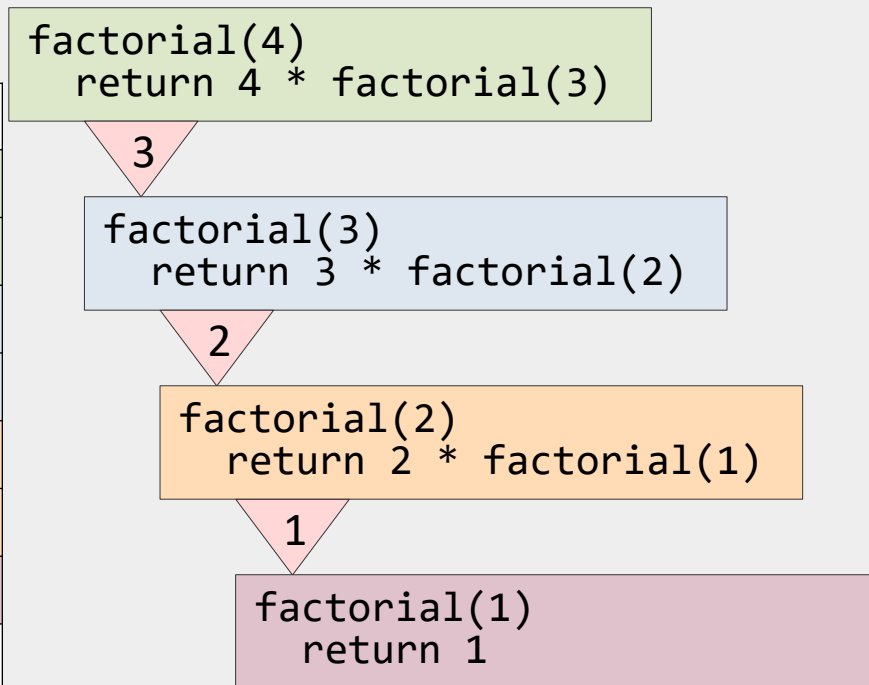 factorial(4)
return 4 * factorial(3)
3
factorial(3)
return 3 * factorial(2)
2
factorial(2)
return 2 * factorial(1)
1
factorial(1)
return 1